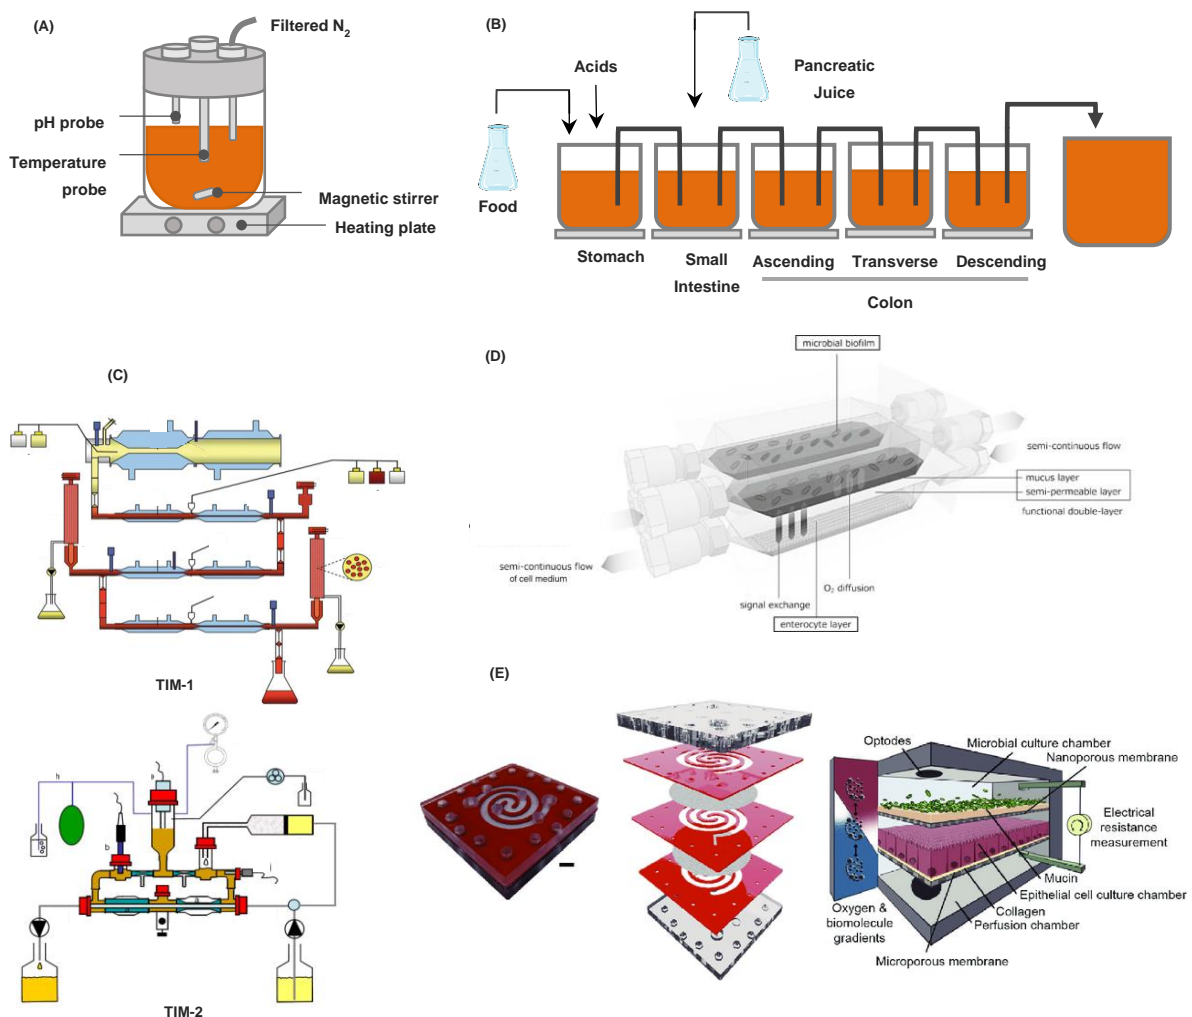 (A)
Filtered N2
pH probe
Temperature
probe
Magnetic stirrer
Heating plate
(B)
Acids
Pancreatic
Juice
Food
Stomach
Small
Intestine
Ascending
Transverse
Descending
Colon
(C)
TIM-1
h
a
b
i
TIM-2
(D)
microbial biofilm
semi-continuous flow
mucus layer
semi-permeable layer
functional double-layer
semi-continuous flow
of cell medium
O2 diffusion
signal exchange
enterocyte layer
(E)
Optodes
Microbial culture chamber
Nanoporous membrane
Electrical
resistance
measurement
Mucin
Epithelial cell culture chamber
Collagen
Perfusion chamber
Oxygen &
biomolecule
gradients
Microporous membrane